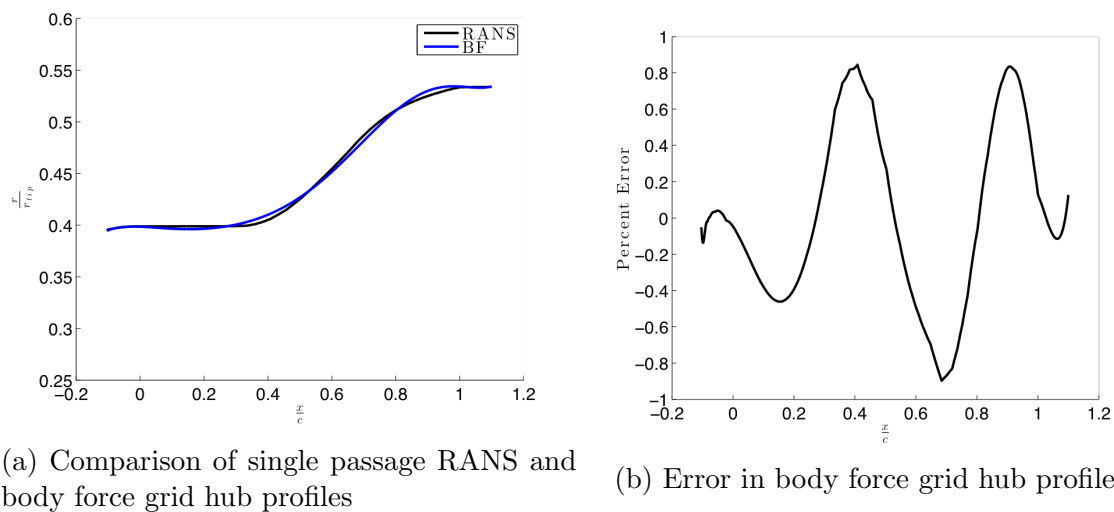 0.6
0.55
0.5
0.45
0.4
0.35
0.3
0.25
−0.2 0 0.2 0.4 0.6 0.8 1 1.2
r
r tip
x
c
RANS
BF
(a) Comparison of single passage RANS and
body force grid hub profiles
1
0.8
0.6
0.4
0.2
0
−0.2
−0.4
−0.6
−0.8
−1
−0.2 0 0.2 0.4 0.6 0.8 1 1.2
Percent Error
x
c
(b) Error in body force grid hub profile